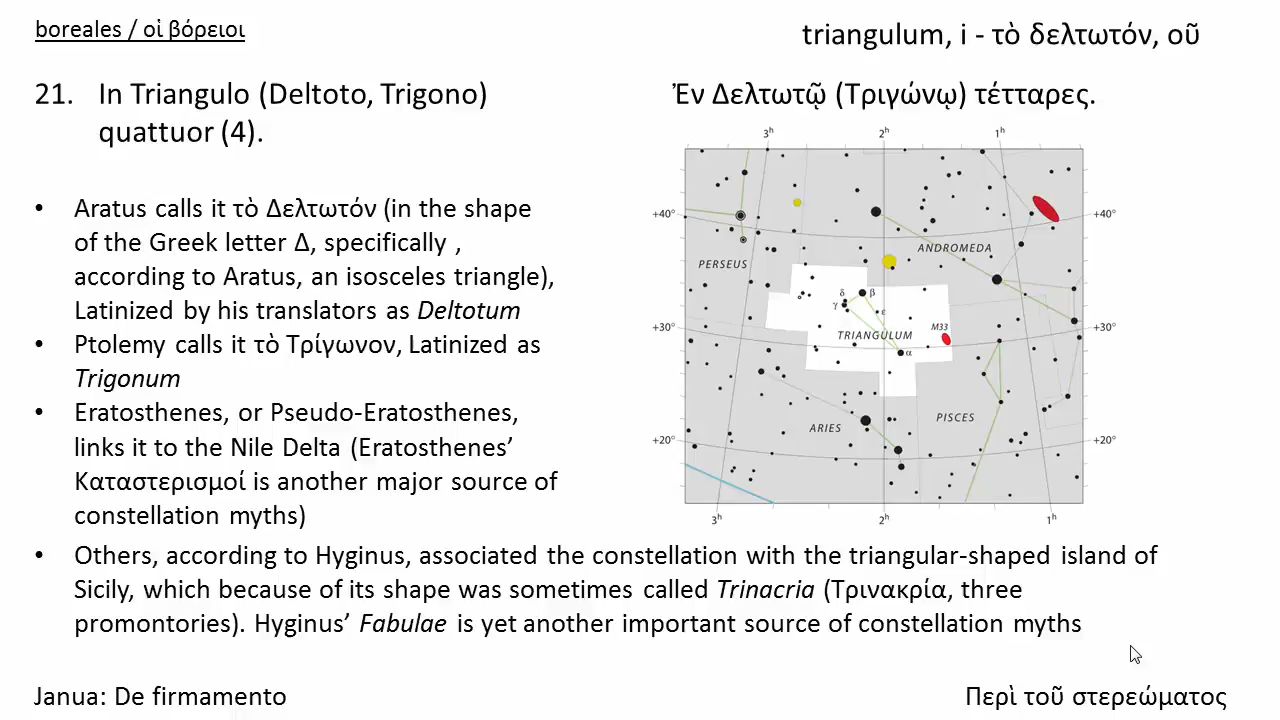 boreales / οἱ βόρειοι
triangulum, i - τὸ δελτωτόν, οῦ
21. In Triangulo (Deltoto, Trigono)
quattuor (4).
Ἐν Δελτωτῷ (Τριγώνῳ) τέτταρες.
• Aratus calls it τὸ Δελτωτόν (in the shape
of the Greek letter Δ, specifically ,
according to Aratus, an isosceles triangle),
Latinized by his translators as Deltotum
• Ptolemy calls it τὸ Τρίγωνον, Latinized as
Trigonum
• Eratosthenes, or Pseudo-Eratosthenes,
links it to the Nile Delta (Eratosthenes’
Καταστερισμοί is another major source of
constellation myths)
3h 2h 1h
+40° +40°
ANDROMEDA
PERSEUS
δ β
γ ε
+30° M33 +30°
TRIANGULUM
α
PISCES
ARIES
+20° +20°
3h 2h 1h
• Others, according to Hyginus, associated the constellation with the triangular-shaped island of
Sicily, which because of its shape was sometimes called Trinacria (Τρινακρία, three
promontories). Hyginus’ Fabulae is yet another important source of constellation myths
Janua: De firmamento
Περὶ τοῦ στερεώματος